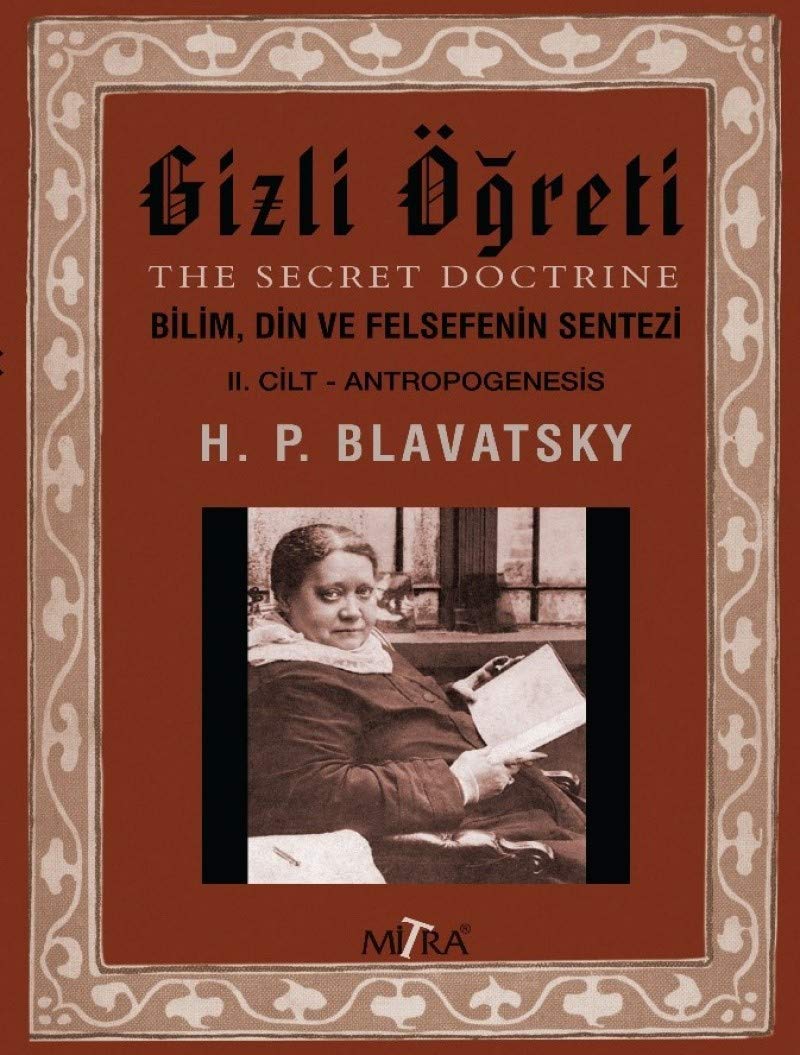 Gizli Öğreti
THE SECRET DOCTRINE
BİLİM, DİN VE FELSEFENİN SENTEZİ
II. CİLT - ANTROPOGENESİS
H. P. BLAVATSKY
MİTRA®